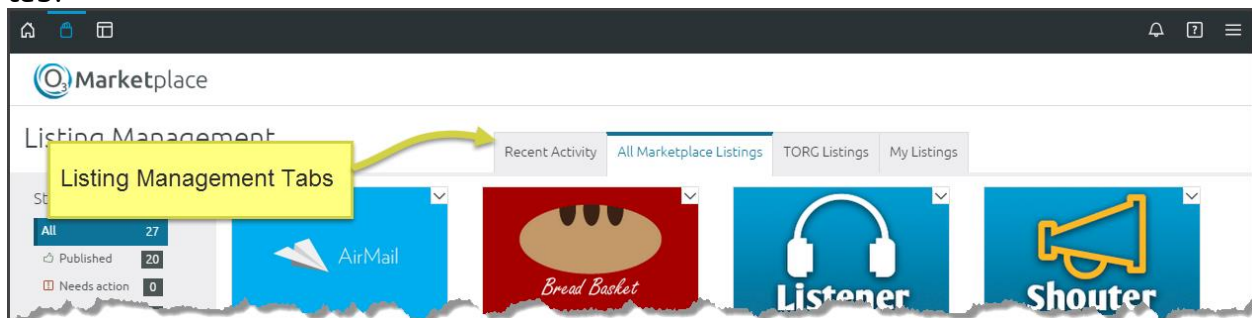 O3 Marketplace
Listing Management
Recent Activity
All Marketplace Listings
TORG Listings
My Listings
Listing Management Tabs
All 27
Published 20
Needs action 0
AirMail
Bread Basket
Listener
Shouter